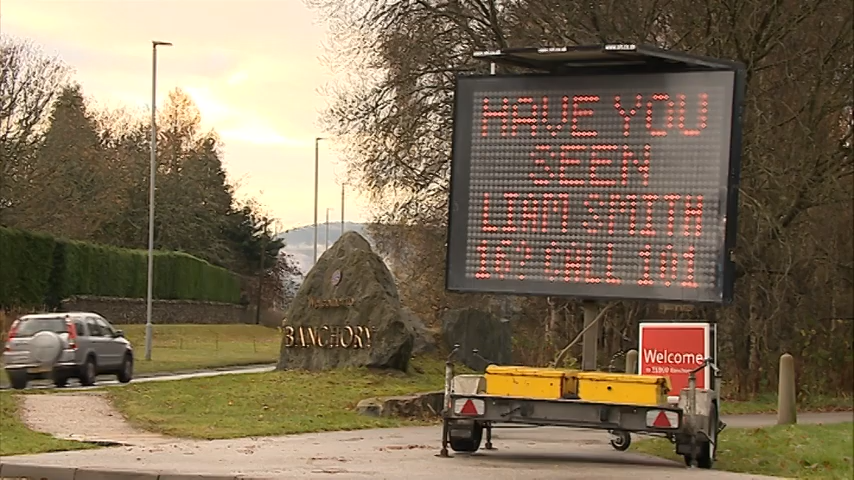 HAVE YOU
SEEN
LIAM SMITH
16? CALL 101
BANCHORY
Welcome